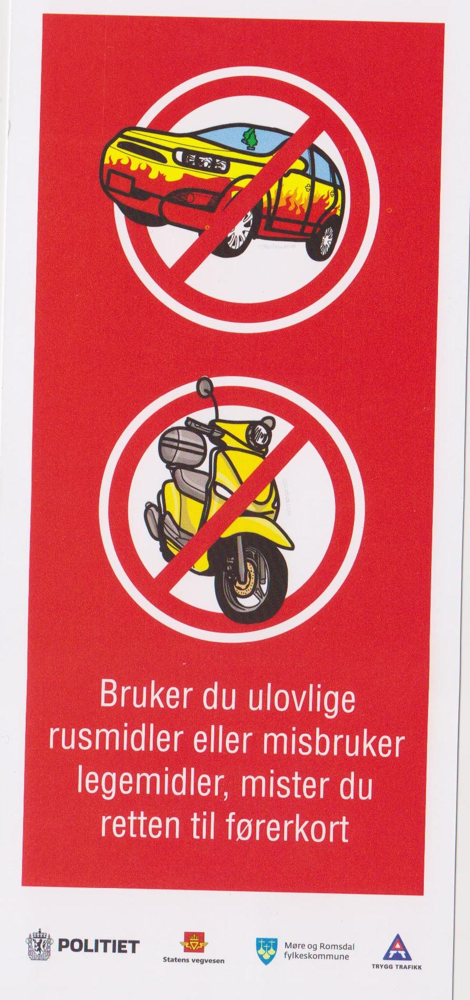 Bruker du ulovlige
rusmidler eller misbruker
legemidler, mister du
retten til førerkort
POLITIET
Statens vegvesen
Møre og Romsdal
fylkeskommune
TRYGG TRAFIKK